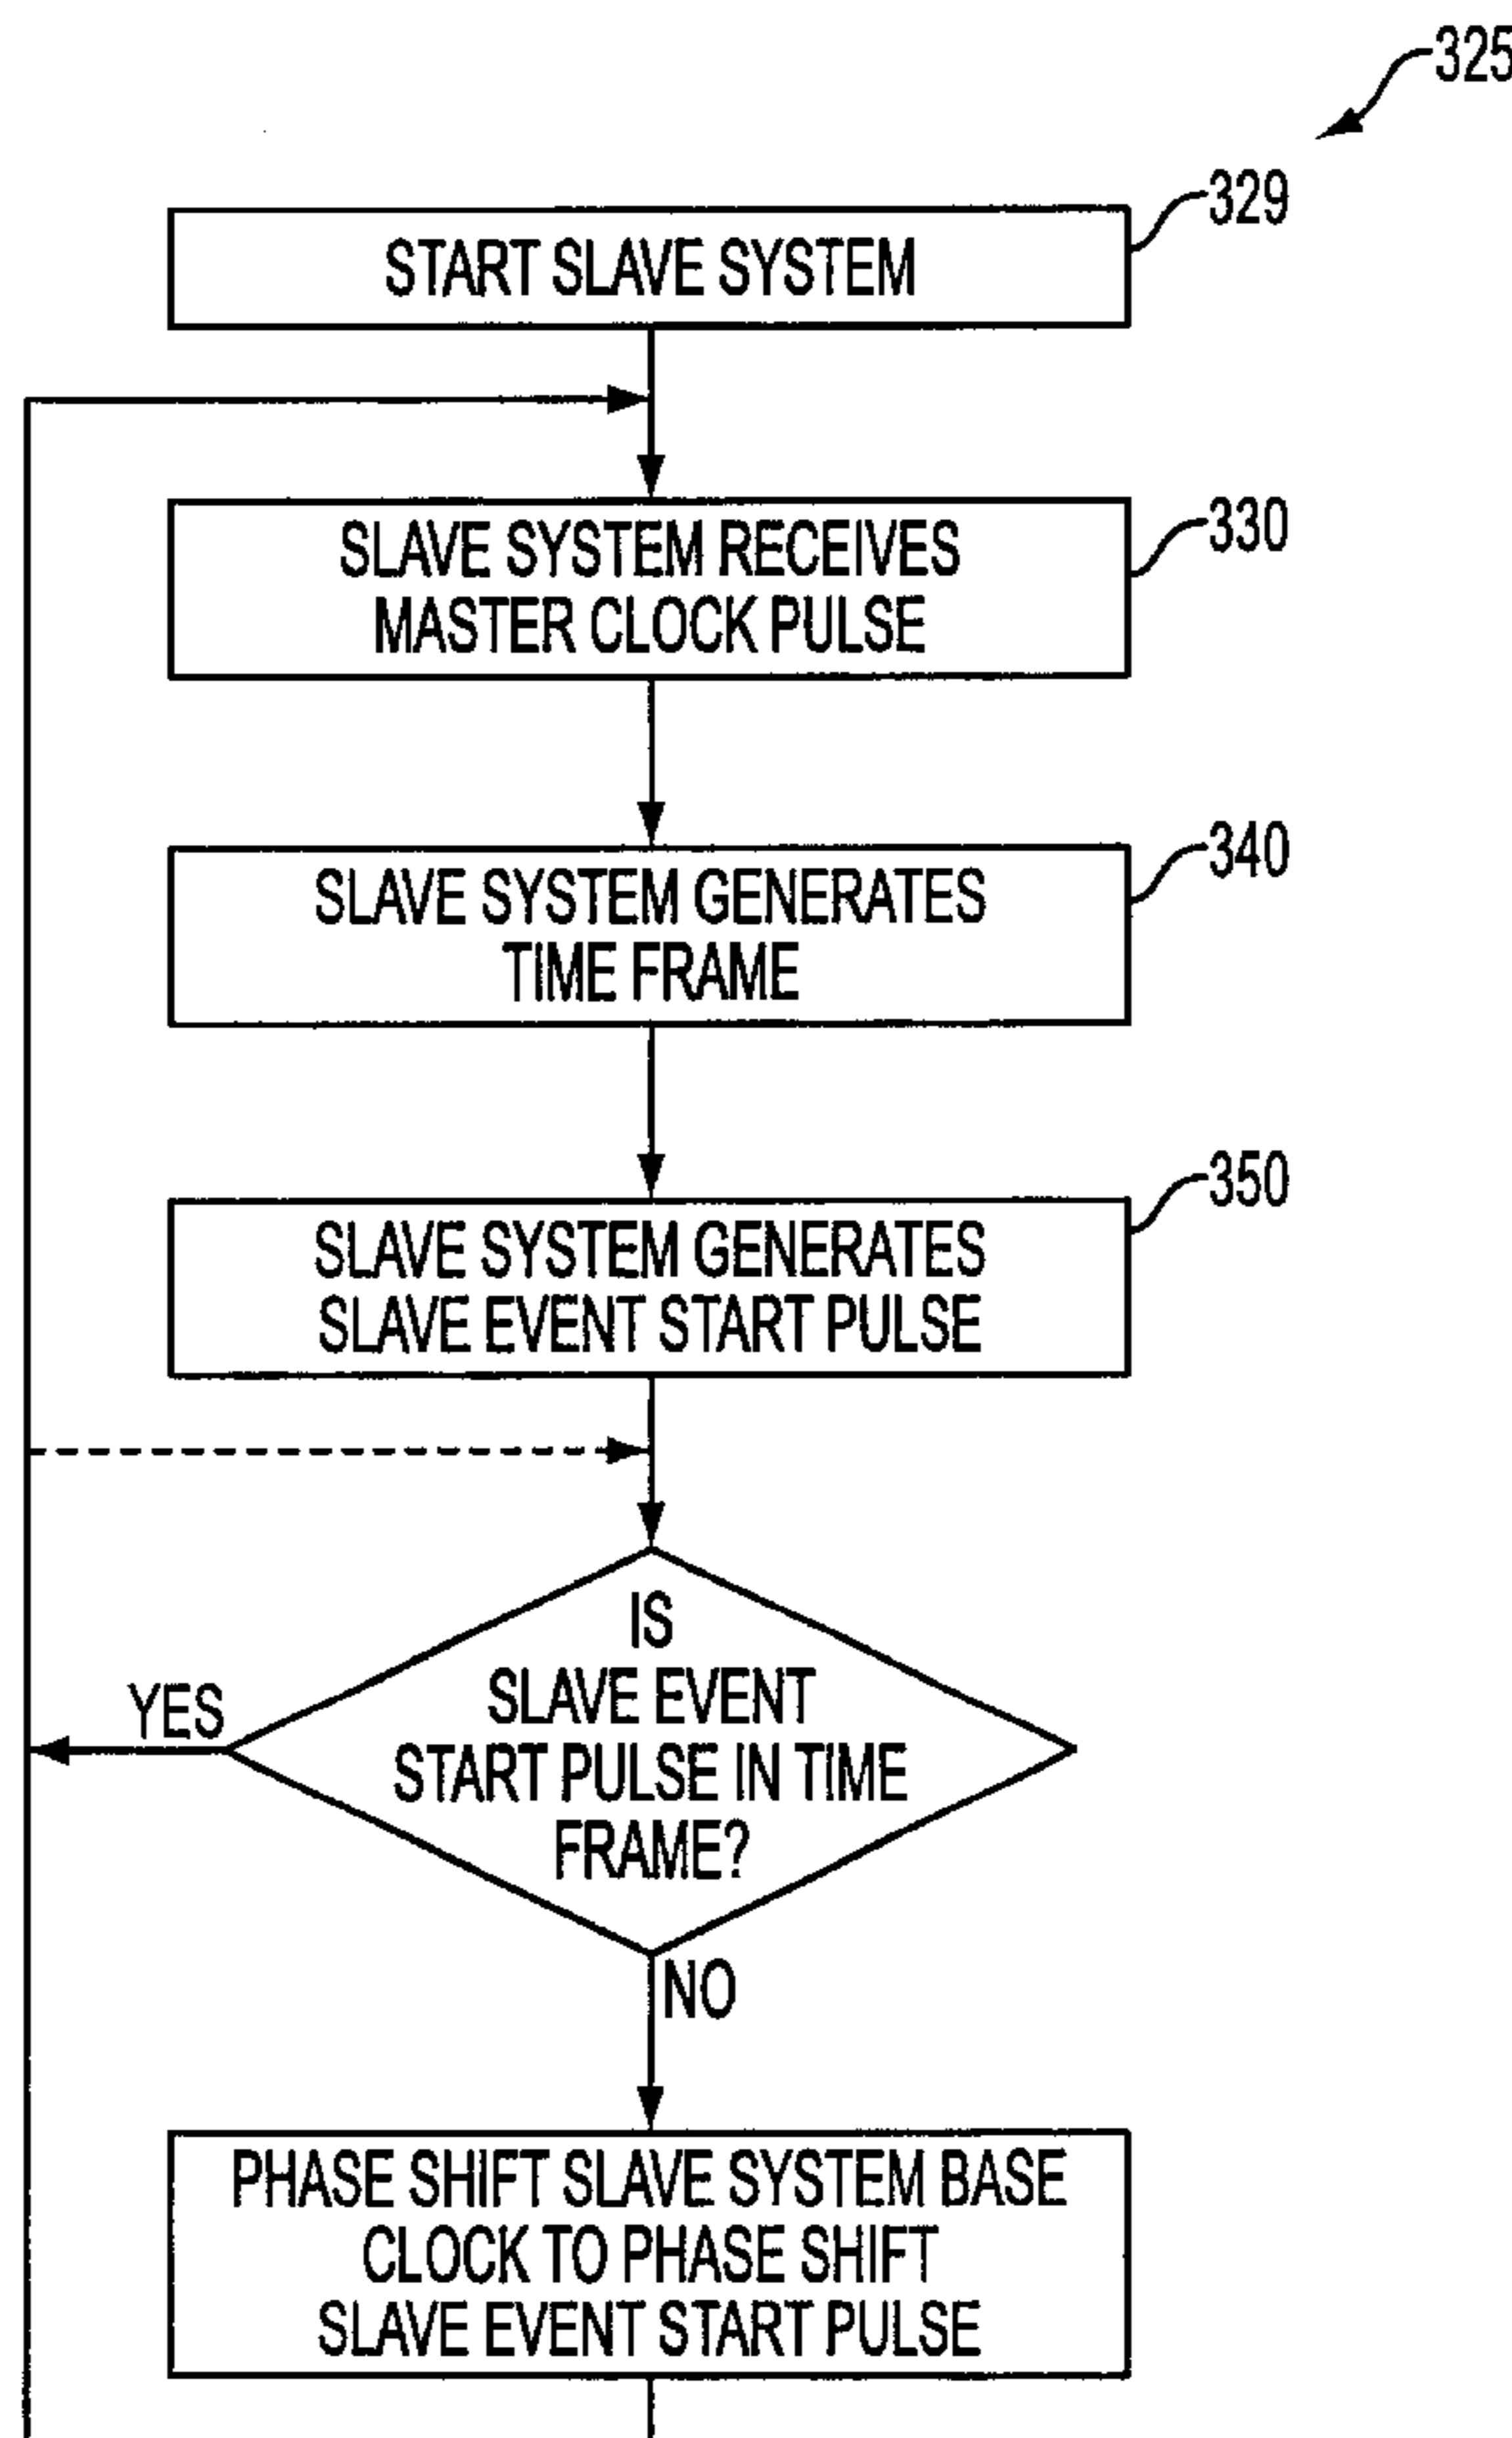 325
329
START SLAVE SYSTEM
330
SLAVE SYSTEM RECEIVES
MASTER CLOCK PULSE
340
SLAVE SYSTEM GENERATES
TIME FRAME
350
SLAVE SYSTEM GENERATES
SLAVE EVENT START PULSE
IS
SLAVE EVENT
START PULSE IN TIME
FRAME?
YES
NO
PHASE SHIFT SLAVE SYSTEM BASE
CLOCK TO PHASE SHIFT
SLAVE EVENT START PULSE